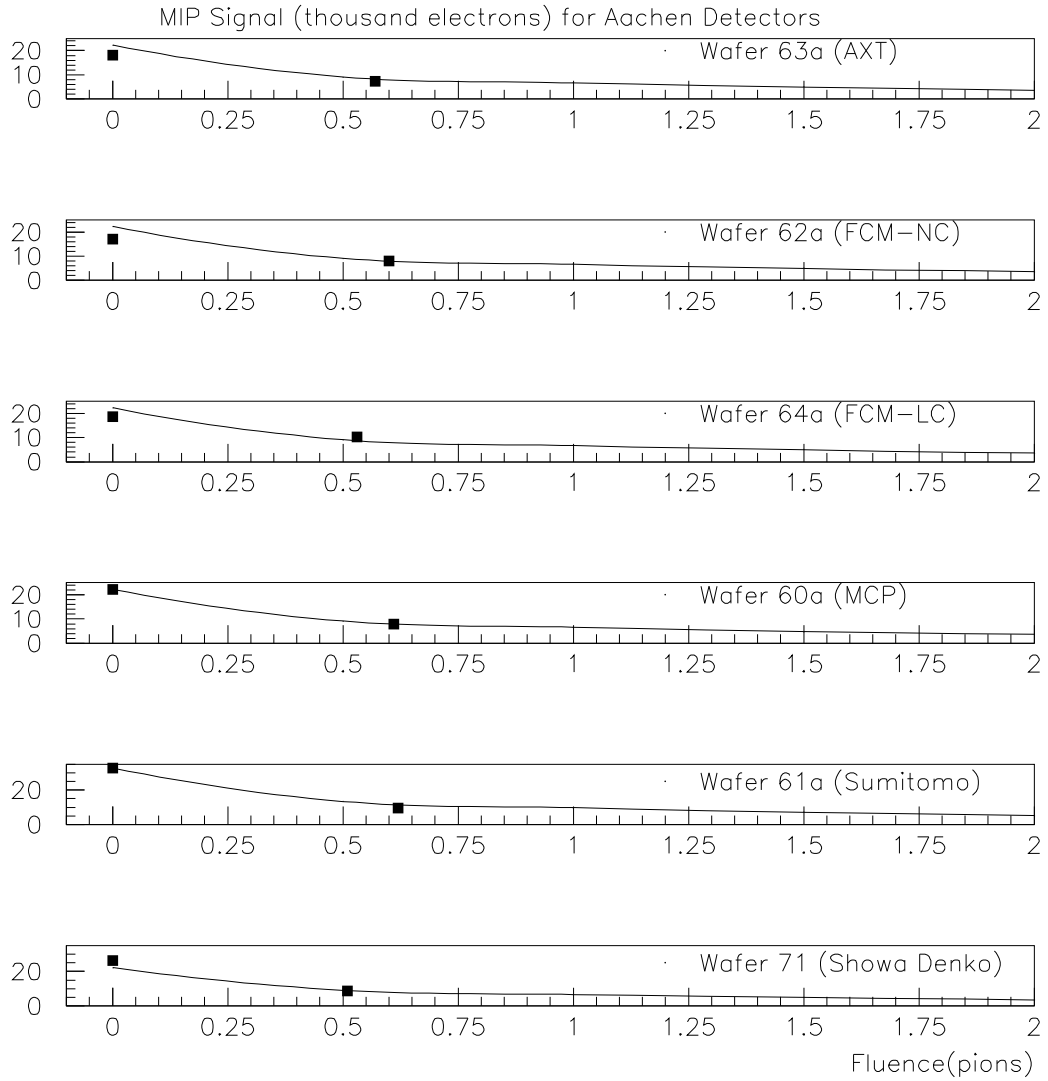 MIP Signal (thousand electrons) for Aachen Detectors
20
Wafer 63a (AXT)
10
0
0 0.25 0.5 0.75 1 1.25 1.5 1.75 2
20
Wafer 62a (FCM-NC)
10
0
0 0.25 0.5 0.75 1 1.25 1.5 1.75 2
20
Wafer 64a (FCM-LC)
10
0
0 0.25 0.5 0.75 1 1.25 1.5 1.75 2
20
Wafer 60a (MCP)
10
0
0 0.25 0.5 0.75 1 1.25 1.5 1.75 2
Wafer 61a (Sumitomo)
20
0
0 0.25 0.5 0.75 1 1.25 1.5 1.75 2
Wafer 71 (Showa Denko)
20
0
0 0.25 0.5 0.75 1 1.25 1.5 1.75 2
Fluence(pions)